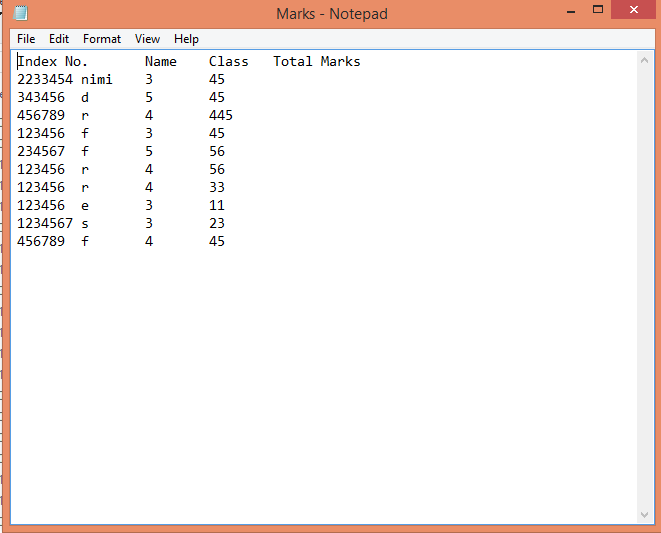 Marks - Notepad
File Edit Format View Help
Index No. Name Class Total Marks
2233454 nimi 3 45
343456 d 5 45
456789 r 4 445
123456 f 3 45
234567 f 5 56
123456 r 4 56
123456 r 4 33
123456 e 3 11
1234567 s 3 23
456789 f 4 45